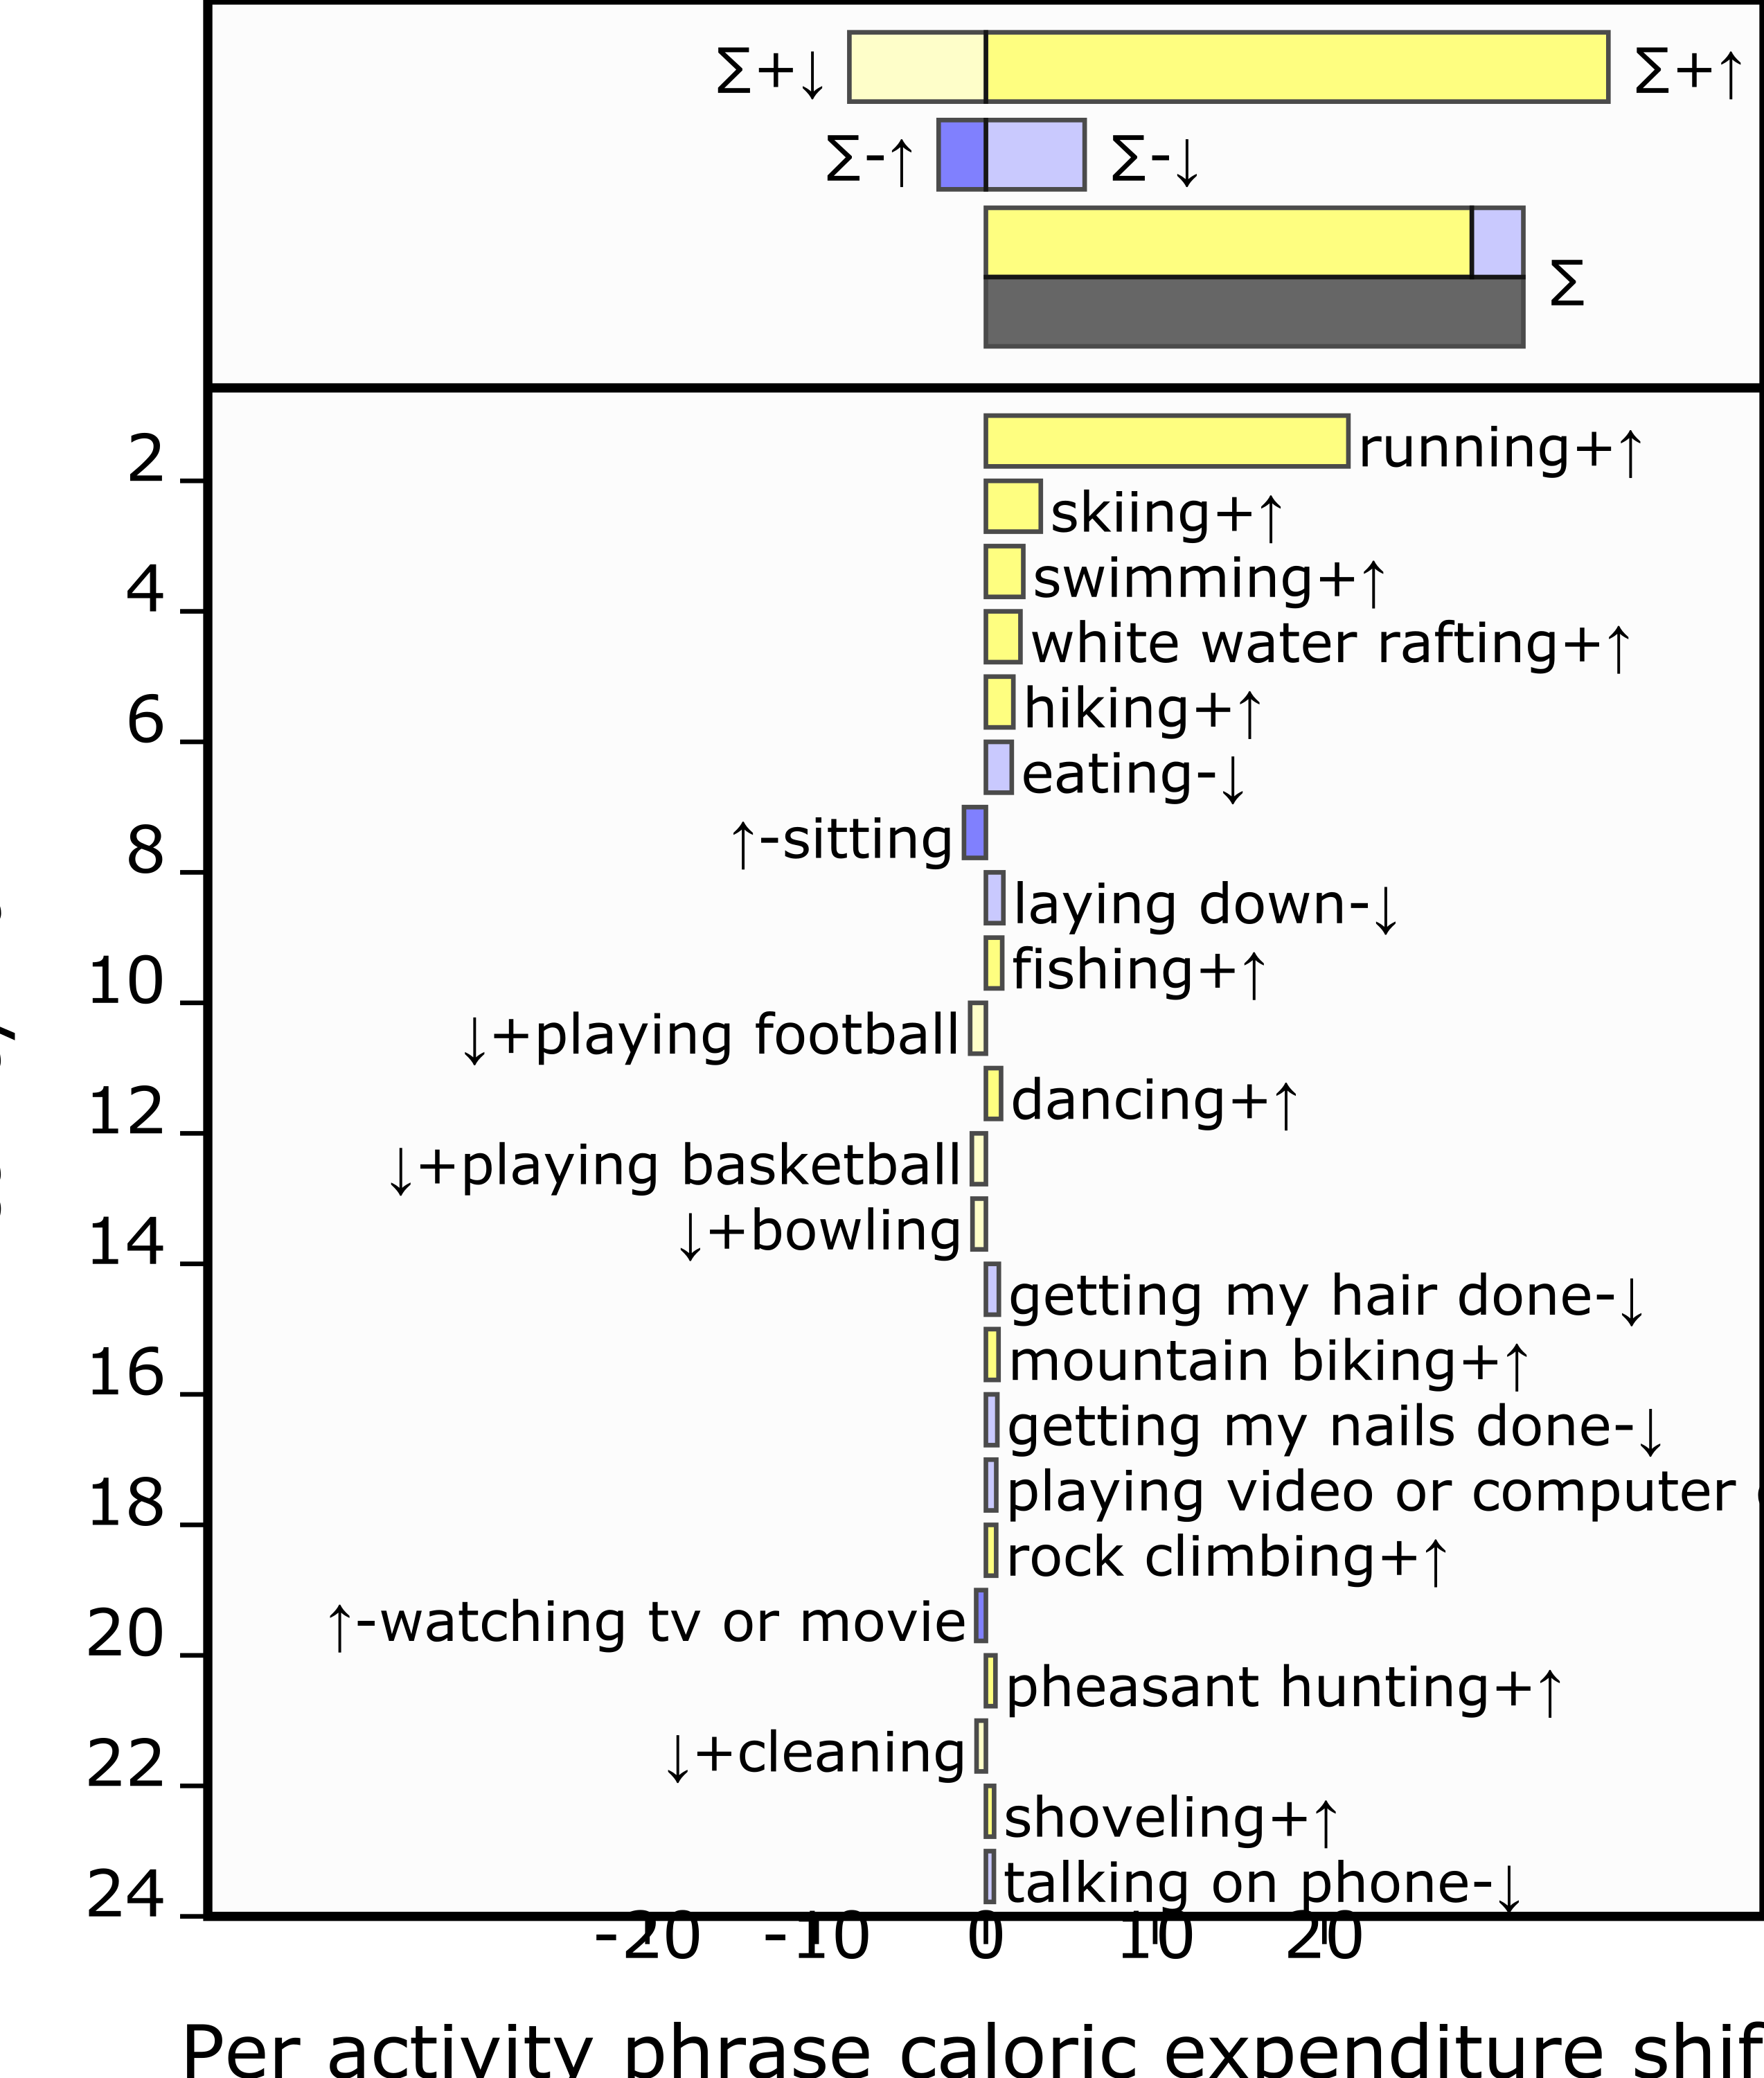 ∑+↓ ∑+↑
∑-↑ ∑-↓
∑
running+↑
2
skiing+↑
swimming+↑
4
white water rafting+↑
hiking+↑
6
eating-↓
↑-sitting
8
laying down-↓
fishing+↑
10
↓+playing football
dancing+↑
12
↓+playing basketball
↓+bowling
14
getting my hair done-↓
mountain biking+↑
16
getting my nails done-↓
playing video or computer
18
rock climbing+↑
↑-watching tv or movie
20
pheasant hunting+↑
↓+cleaning
22
shoveling+↑
talking on phone-↓
24
-20 -10 0 10 20
Per activity phrase caloric expenditure shif